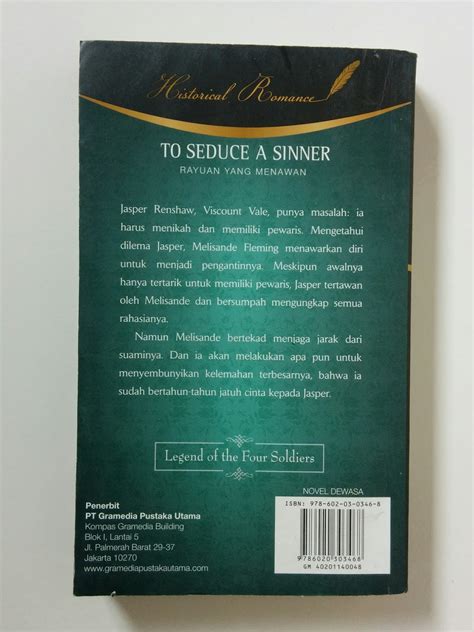 Historical Romance
TO SEDUCE A SINNER
RAYUAN YANG MENAWAN
Jasper Renshaw, Viscount Vale, punya masalah: ia
harus menikah dan memiliki pewaris. Mengetahui
dilema Jasper, Melisande Fleming menawarkan diri
untuk menjadi pengantinnya. Meskipun awalnya
hanya tertarik untuk memiliki pewaris, Jasper tertawan
oleh Melisande dan bersumpah mengungkap semua
rahasianya.
Namun Melisande bertekad menjaga jarak dari
suaminya. Dan ia akan melakukan apa pun untuk
menyembunyikan kelemahan terbesarnya, bahwa ia
sudah bertahun-tahun jatuh cinta kepada Jasper.
Legend of the Four Soldiers
NOVEL DEWASA
Penerbit
PT Gramedia Pustaka Utama
Kompas Gramedia Building
Blok I, Lantai 5
Jl. Palmerah Barat 29-37
Jakarta 10270
www.gramediapustakautama.com
ISBN: 978-602-03-0346-8
9786020303468
GM 40201140048